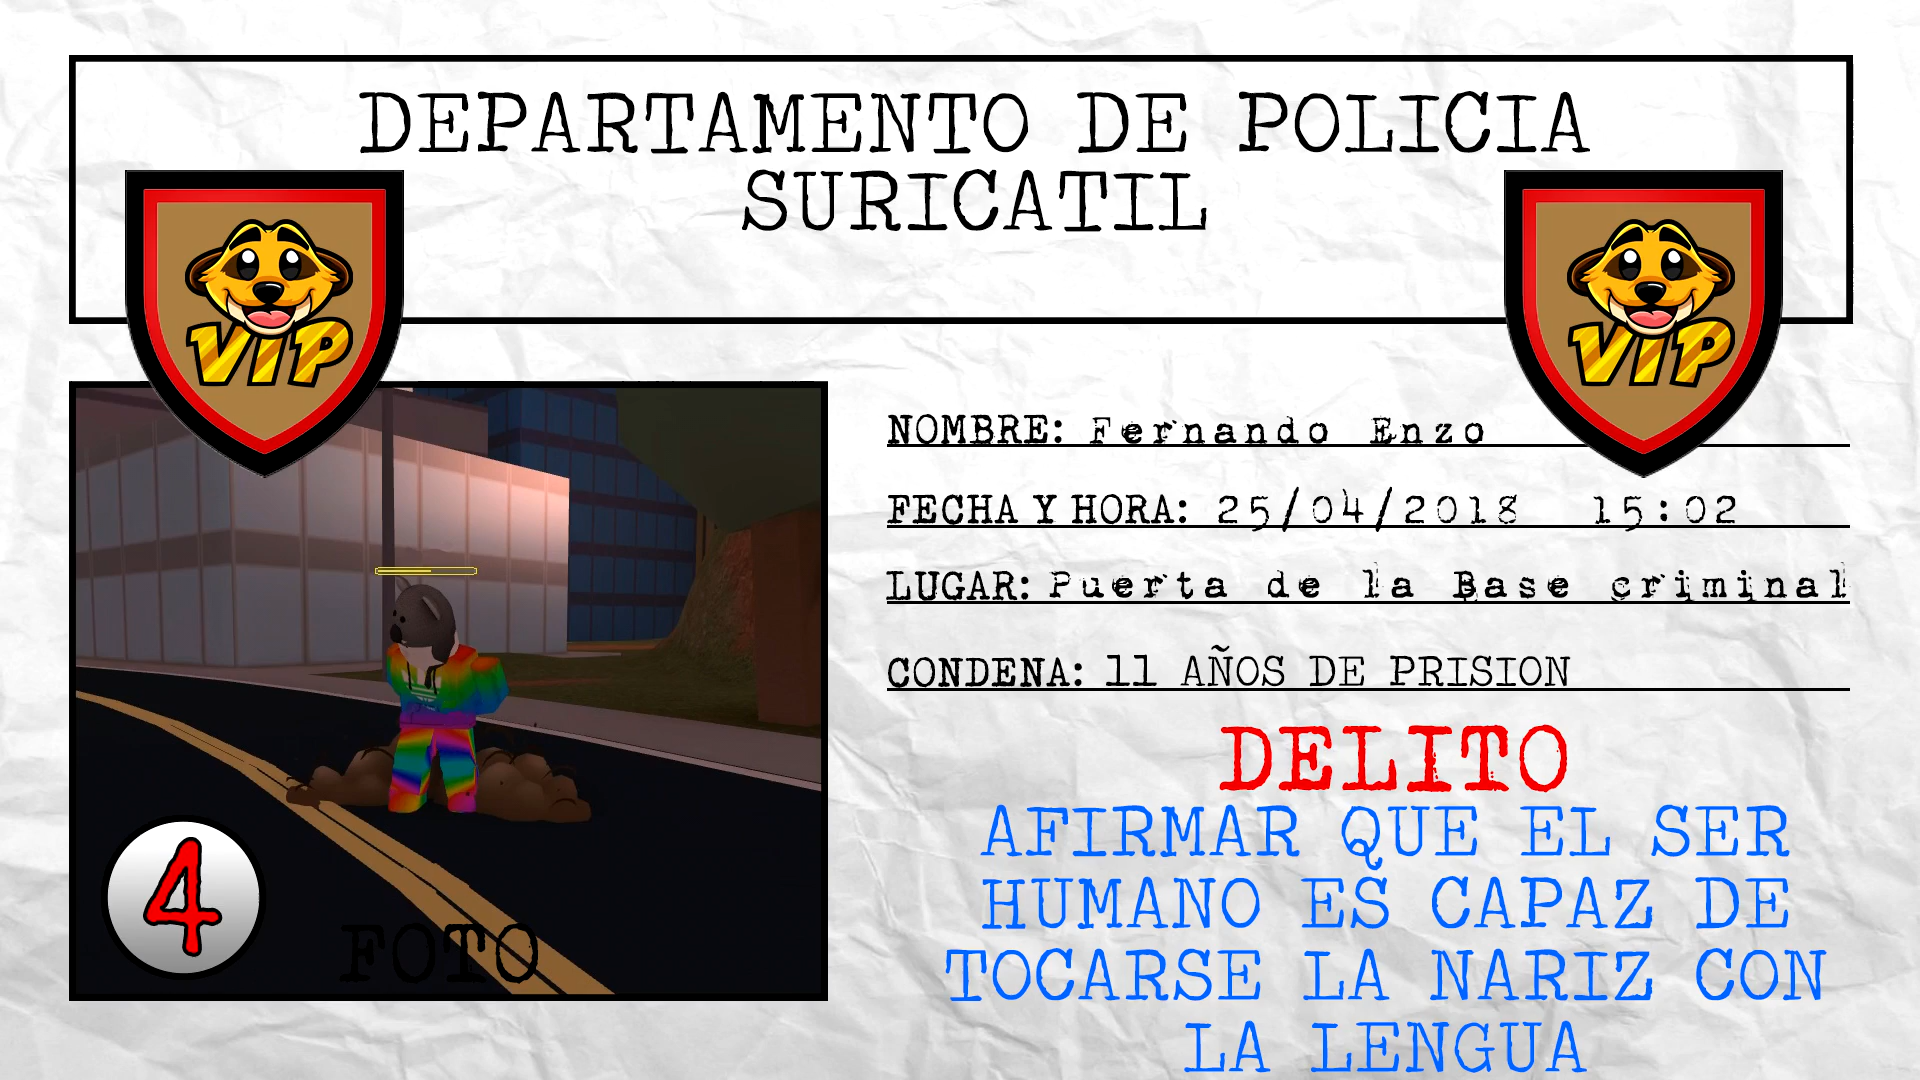 DEPARTAMENTO DE POLICIA
SURICATIL
VIP
VIP
NOMBRE: Fernando Enzo
FECHA Y HORA: 25/04/2018 15:02
LUGAR: Puerta de la Base criminal
CONDENA: 11 AÑOS DE PRISION
DELITO
AFIRMAR QUE EL SER
HUMANO ES CAPAZ DE
TOCARSE LA NARIZ CON
LA LENGUA
4
FOTO